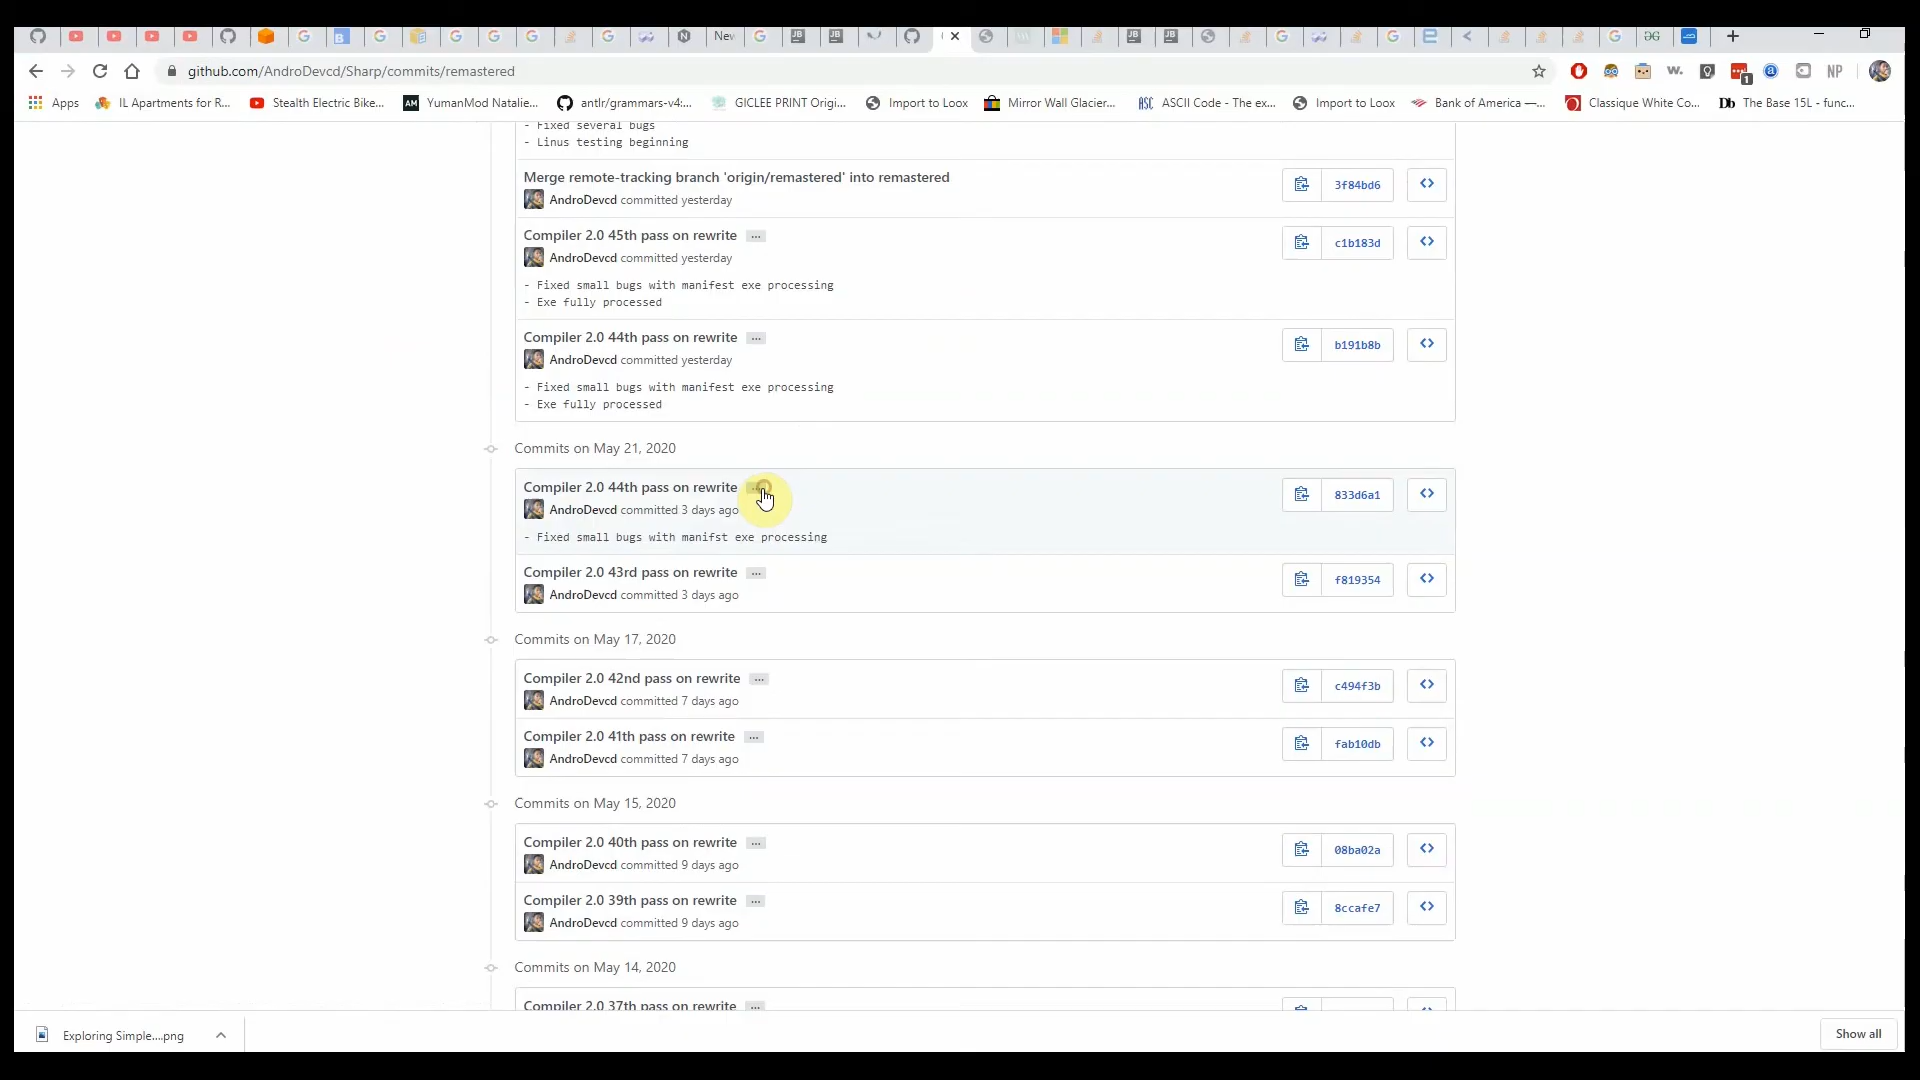 New
github.com/AndroDevcd/Sharp/commits/remastered
1
NP
Apps
IL Apartments for R...
Stealth Electric Bike...
AM
YumanMod Natalie...
antlr/grammars-v4:...
GICLEE PRINT Origi...
Import to Loox
Mirror Wall Glacier...
ASC
ASCII Code - The ex...
Import to Loox
Bank of America —...
Classique White Co...
Db
The Base 15L - func...
- Fixed several bugs
- Linus testing beginning
Merge remote-tracking branch 'origin/remastered' into remastered
AndroDevcd committed yesterday
3f84bd6
Compiler 2.0 45th pass on rewrite ...
AndroDevcd committed yesterday
c1b183d
- Fixed small bugs with manifest exe processing
- Exe fully processed
Compiler 2.0 44th pass on rewrite ...
AndroDevcd committed yesterday
b191b8b
- Fixed small bugs with manifest exe processing
- Exe fully processed
Commits on May 21, 2020
Compiler 2.0 44th pass on rewrite
AndroDevcd committed 3 days ago
833d6a1
- Fixed small bugs with manifst exe processing
Compiler 2.0 43rd pass on rewrite ...
AndroDevcd committed 3 days ago
f819354
Commits on May 17, 2020
Compiler 2.0 42nd pass on rewrite ...
AndroDevcd committed 7 days ago
c494f3b
Compiler 2.0 41th pass on rewrite ...
AndroDevcd committed 7 days ago
fab10db
Commits on May 15, 2020
Compiler 2.0 40th pass on rewrite ...
AndroDevcd committed 9 days ago
08ba02a
Compiler 2.0 39th pass on rewrite ...
AndroDevcd committed 9 days ago
8ccafe7
Commits on May 14, 2020
Compiler 2.0 37th pass on rewrite ...
Exploring Simple....png
Show all